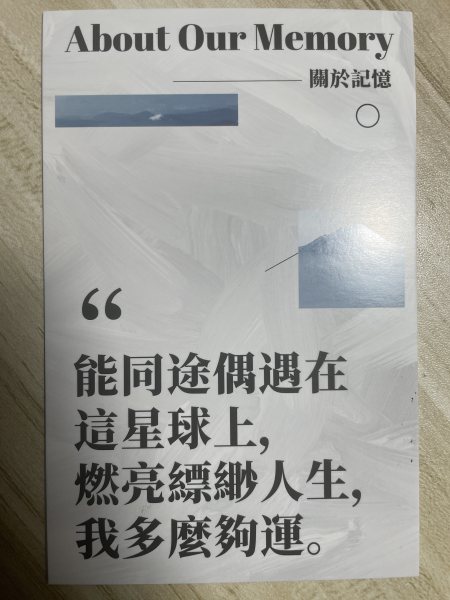 About Our Memory
關於記憶
“
能同途偶遇在
這星球上,
燃亮縹緲人生,
我多麼夠運。